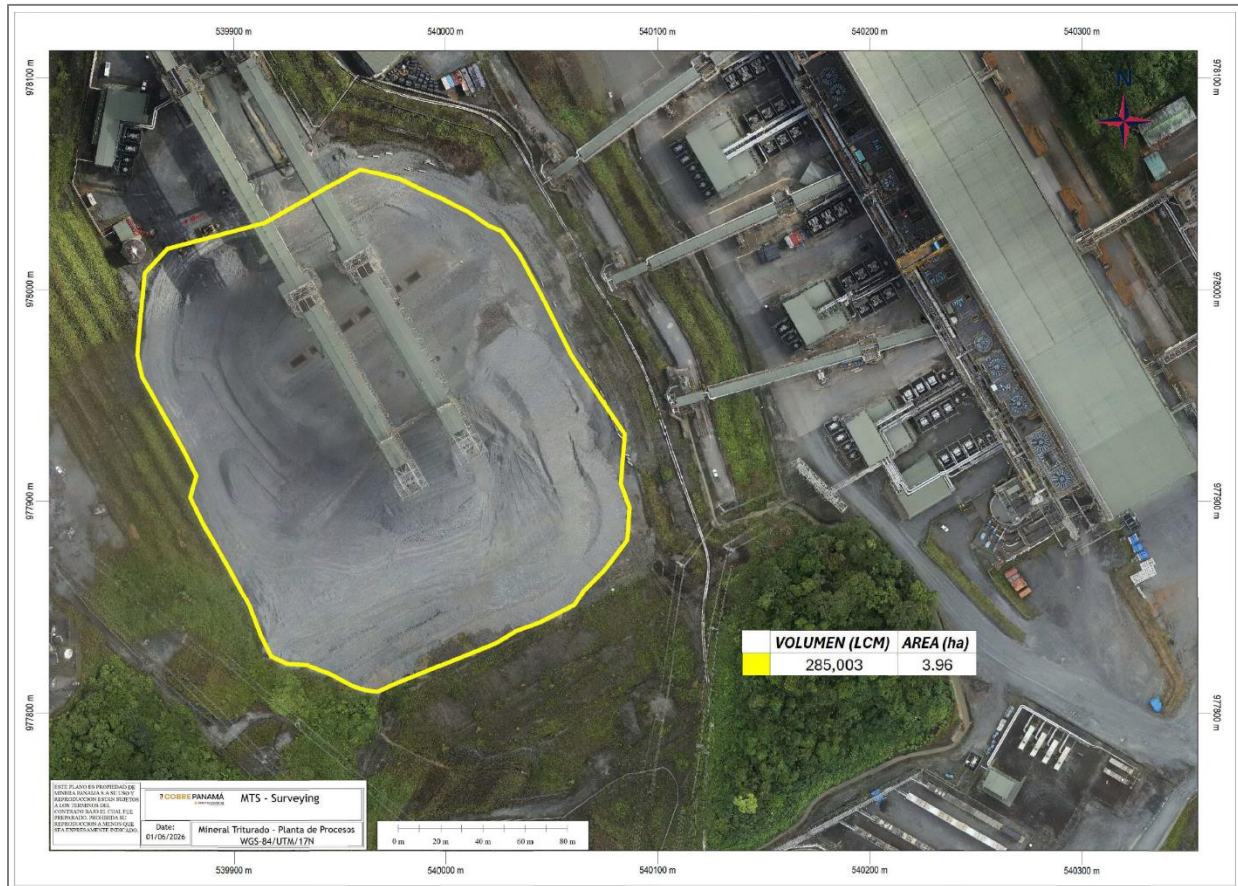 539900 m 540000 m 540100 m 540200 m 540300 m
978100 m 978100 m
N
978000 m 978000 m
977900 m 977900 m
VOLUMEN (LCM) AREA (ha)
285,003 3.96
977800 m 977800 m
ESTE PLANO ES PROPIEDAD DE
MINERA PANAMÁ S.A SU USO Y
REPRODUCCION ESTAN SUJETOS
A LOS TERMINOS DEL
CONTRATO BAJO EL CUAL FUE
PREPARADO. PROHIBIDA SU
REPRODUCCION A MENOS QUE
SEA EXPRESAMENTE INDICADO.
COBRE PANAMÁ
MTS - Surveying
Date:
01/06/2026
Mineral Triturado - Planta de Procesos
WGS-84/UTM/17N
0 m 20 m 40 m 60 m 80 m
539900 m 540000 m 540100 m 540200 m 540300 m